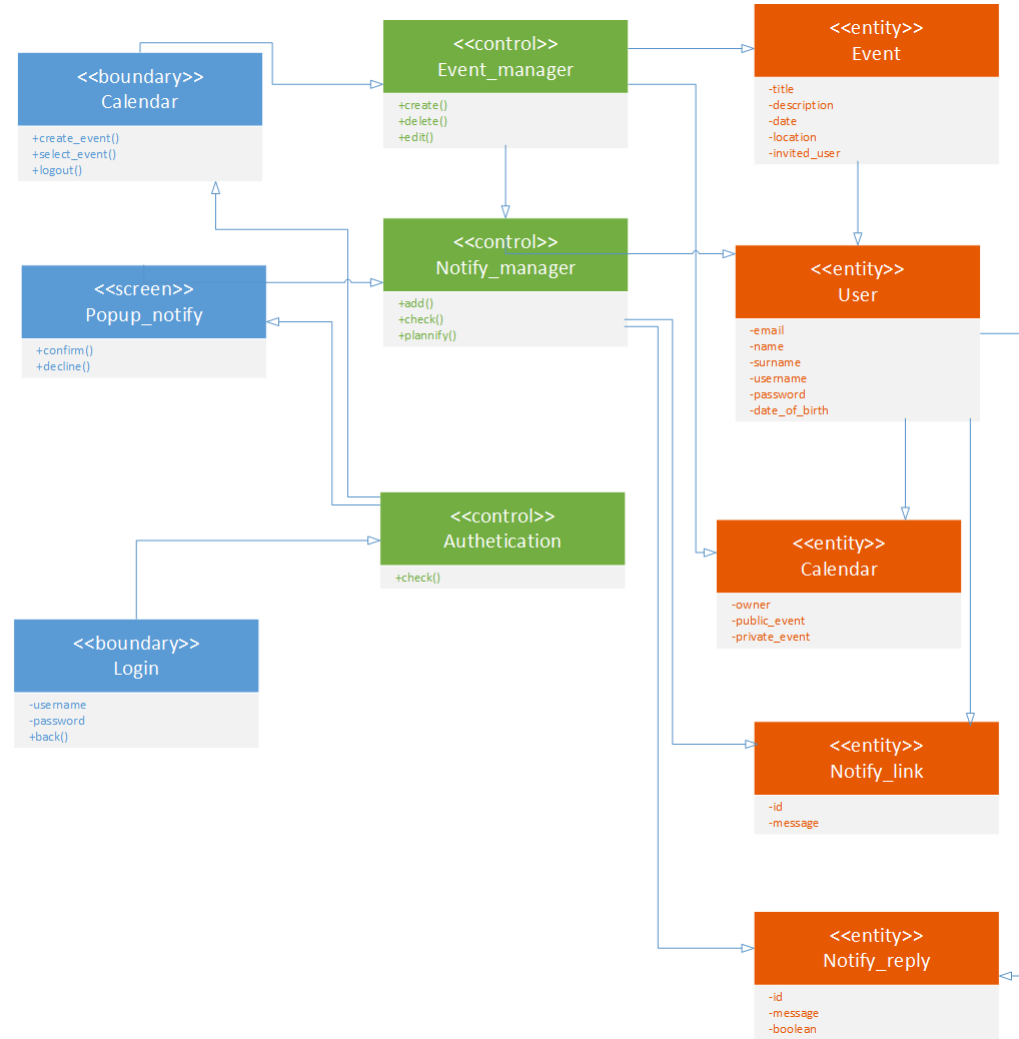 <<boundary>>
Calendar
+create_event()
+select_event()
+logout()
<<screen>>
Popup_notify
+confirm()
+decline()
<<boundary>>
Login
-username
-password
+back()
<<control>>
Event_manager
+create()
+delete()
+edit()
<<control>>
Notify_manager
+add()
+check()
+plannify()
<<control>>
Authetication
+check()
<<entity>>
Event
-title
-description
-date
-location
-invited_user
<<entity>>
User
-email
-name
-surname
-username
-password
-date_of_birth
<<entity>>
Calendar
-owner
-public_event
-private_event
<<entity>>
Notify_link
-id
-message
<<entity>>
Notify_reply
-id
-message
-boolean